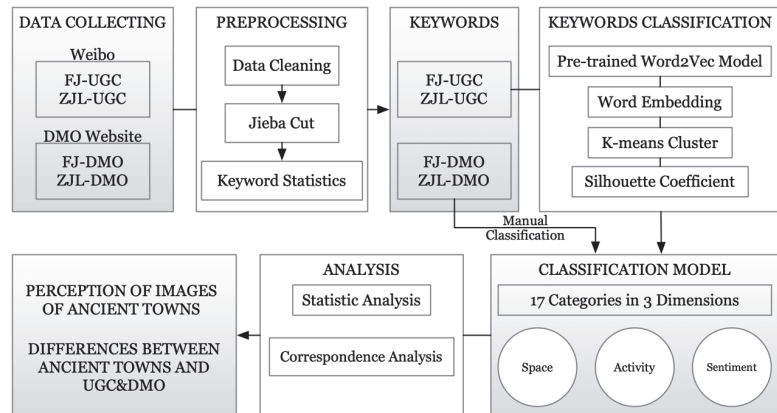 DATA COLLECTING
Weibo
FJ-UGC
ZJL-UGC
DMO Website
FJ-DMO
ZJL-DMO
PREPROCESSING
Data Cleaning
Jieba Cut
Keyword Statistics
KEYWORDS
FJ-UGC
ZJL-UGC
FJ-DMO
ZJL-DMO
KEYWORDS CLASSIFICATION
Pre-trained Word2Vec Model
Word Embedding
K-means Cluster
Silhouette Coefficient
Manual
Classification
CLASSIFICATION MODEL
17 Categories in 3 Dimensions
Space
Activity
Sentiment
ANALYSIS
Statistic Analysis
Correspondence Analysis
PERCEPTION OF IMAGES
OF ANCIENT TOWNS
DIFFERENCES BETWEEN
ANCIENT TOWNS AND
UGC&DMO